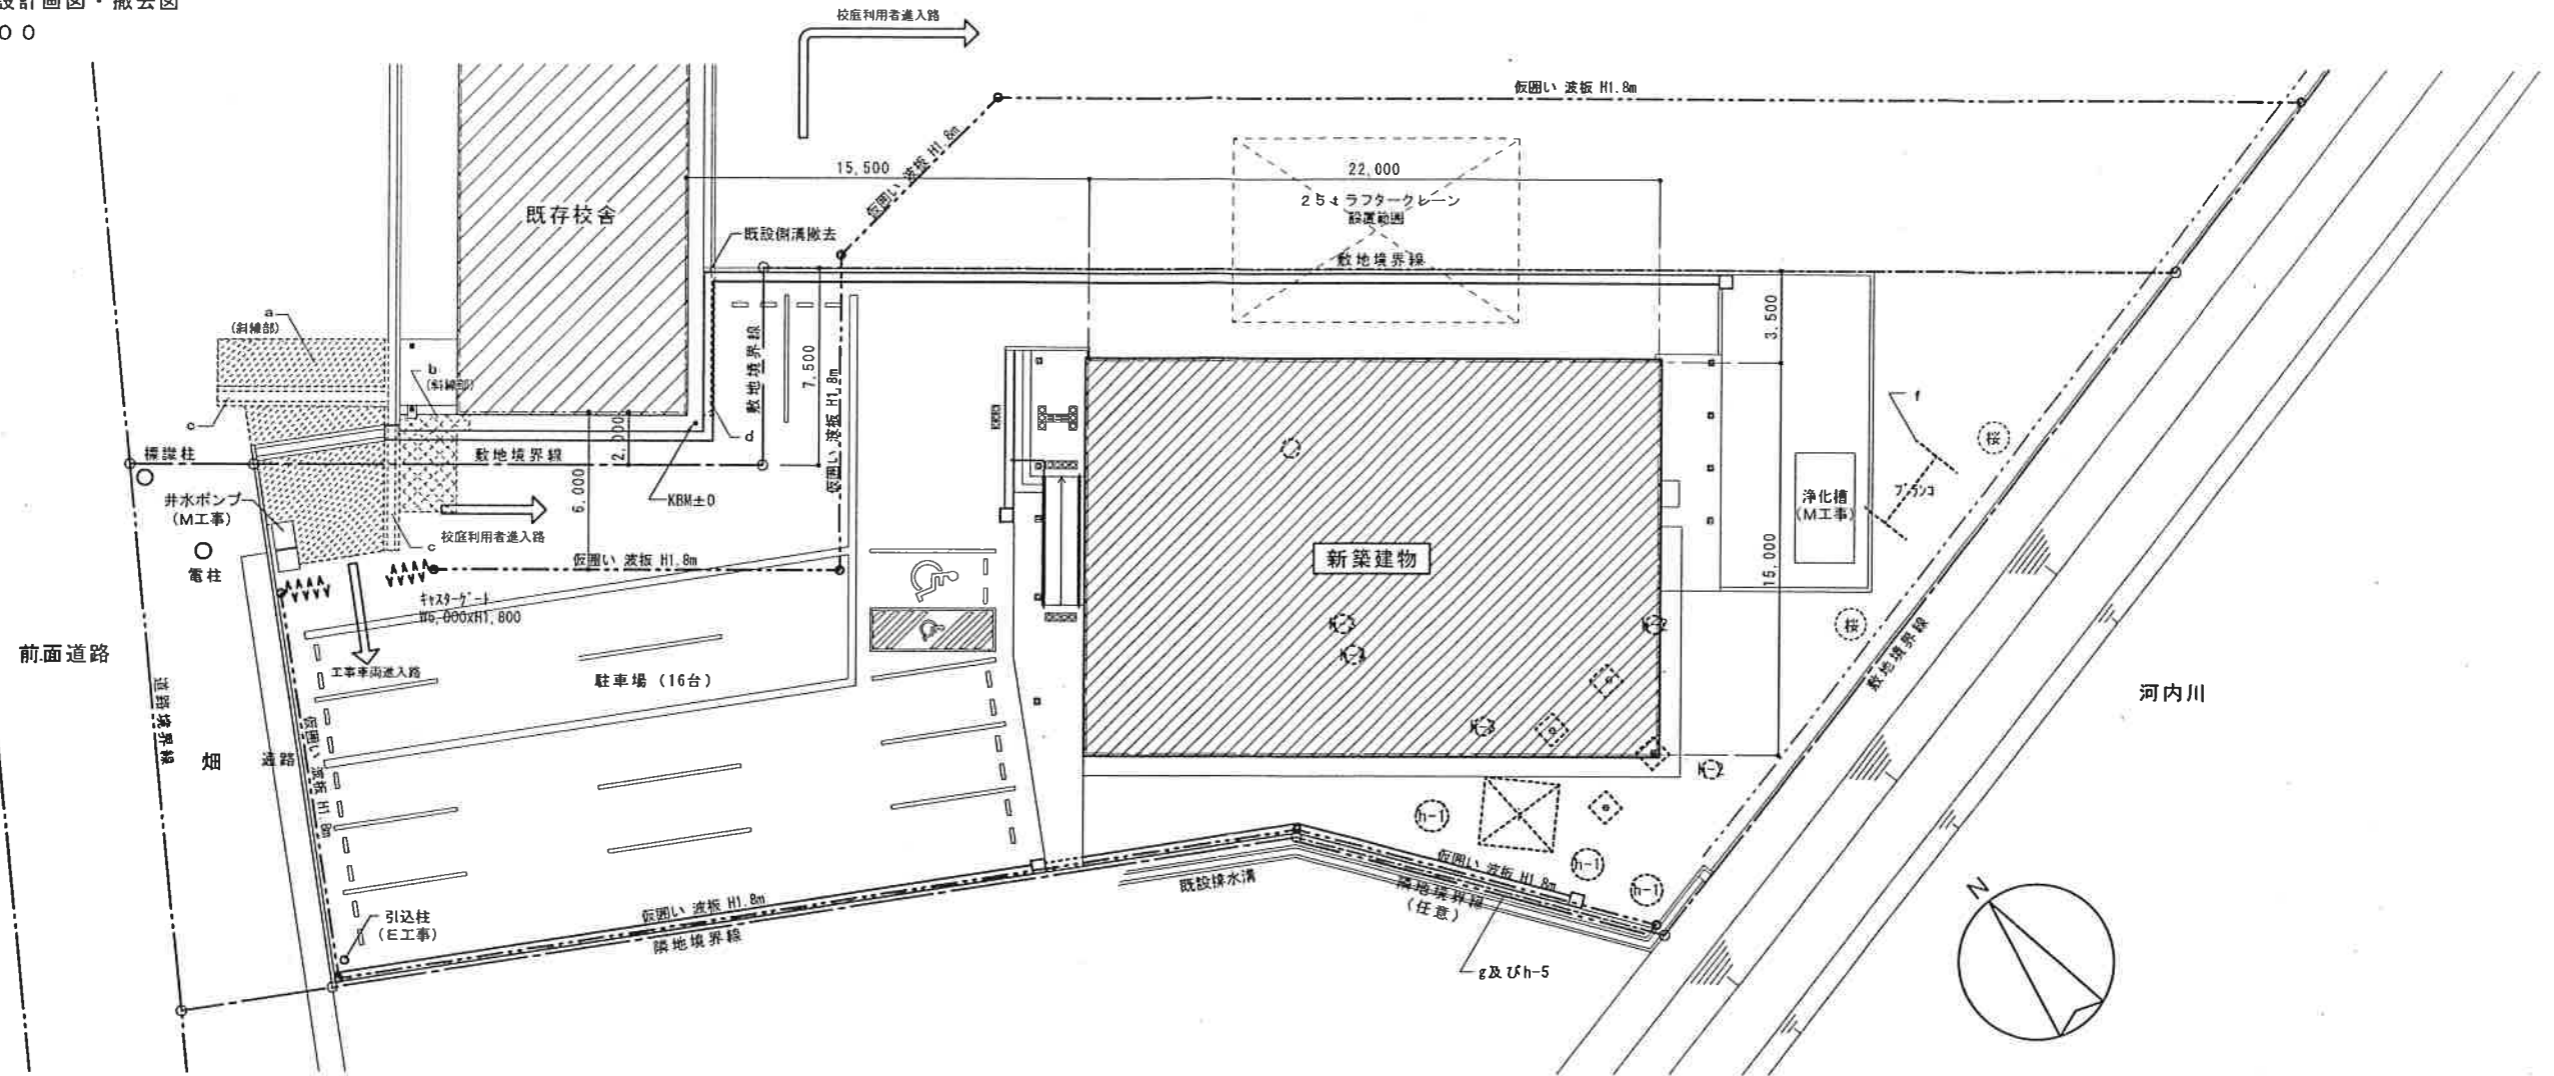 設計画図・撤去図
００
校庭利用者進入路
仮囲い 波板 H1.8m
仮囲い 波板 H1.8m
15,500
22,000
25t ラフタークレーン
設置範囲
既存校舎
既設側溝撤去
敷地境界線
a
(斜線部)
b
(斜線部)
c
敷地境界線
7,500
仮囲い 波板 H1.8m
3,500
d
2,000
6,000
標識柱
敷地境界線
KBM±0
井水ポンプ
(M工事)
電柱
c
校庭利用者進入路
仮囲い 波板 H1.8m
キャスターゲート
W6,000xH1,800
工事車両進入路
前面道路
道路境界線
畑
道路
仮囲い 波板 H1.8m
駐車場 (16台)
新築建物
15,000
浄化槽
(M工事)
f
ブランコ
桜
桜
敷地境界線
河内川
h-2
h-2
h-1
h-1
h-1
仮囲い 波板 H1.8m
隣地境界線
(任意)
既設排水溝
g及びh-5
引込柱
(E工事)
仮囲い 波板 H1.8m
隣地境界線
N